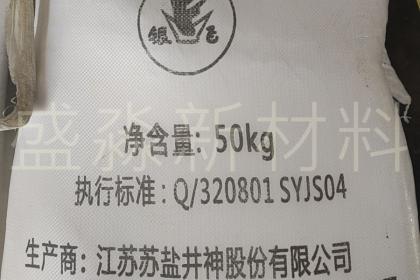 银飞
盛淼新材料
净含量: 50kg
执行标准: Q/320801 SYJS04
生产商: 江苏苏盐井神股份有限公司